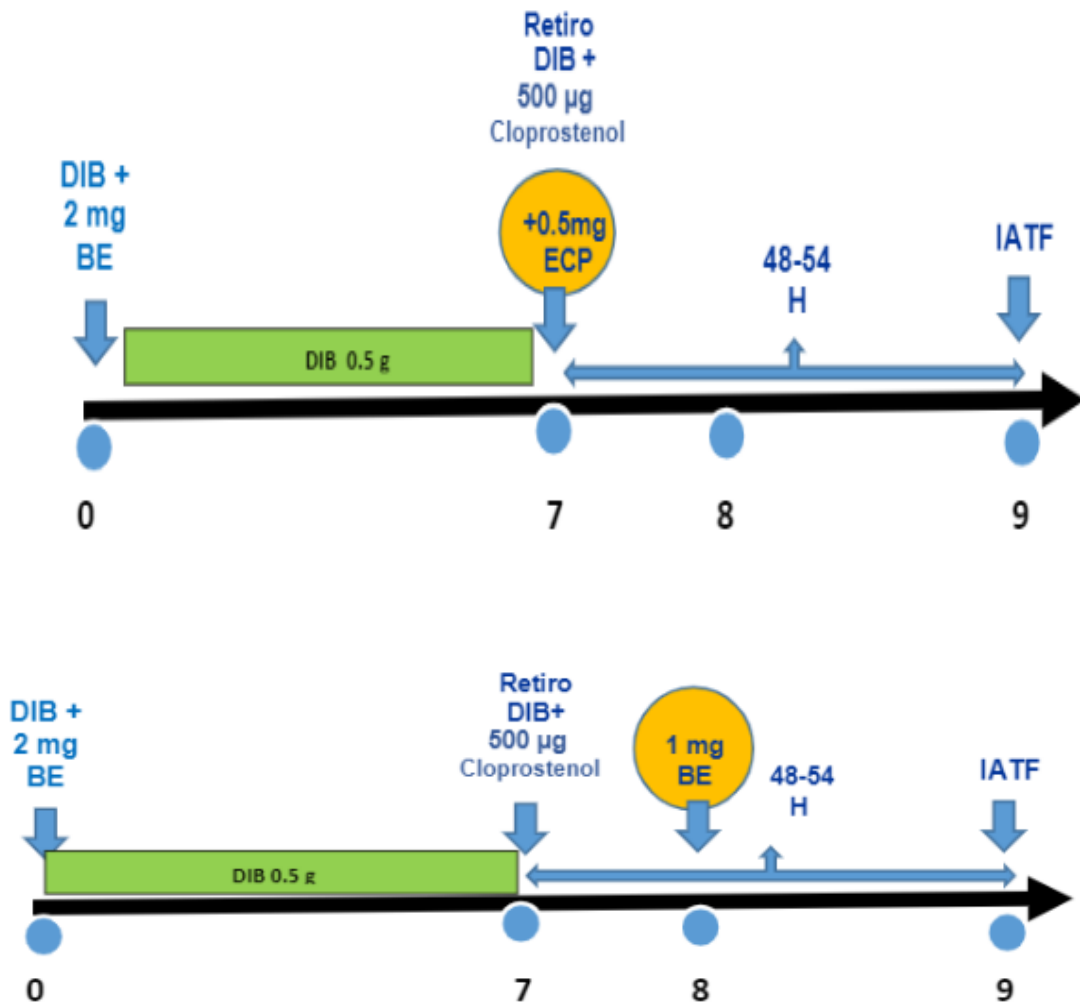 Retiro
DIB +
500 µg
Cloprostenol
DIB +
2 mg
BE
+0.5mg
ECP
48-54
H
IATF
DIB 0.5 g
0
7
8
9
Retiro
DIB+
500 µg
Cloprostenol
DIB +
2 mg
BE
1 mg
BE
48-54
H
IATF
DIB 0.5 g
0
7
8
9